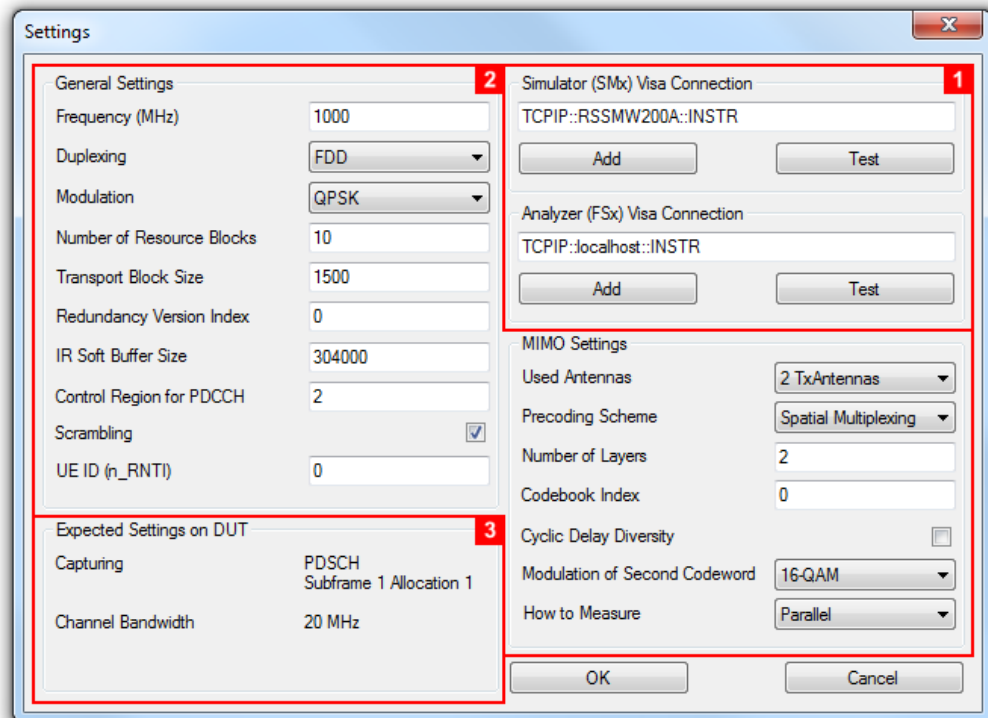 Settings
2
General Settings
Frequency (MHz) 1000
Duplexing FDD
Modulation QPSK
Number of Resource Blocks 10
Transport Block Size 1500
Redundancy Version Index 0
IR Soft Buffer Size 304000
Control Region for PDCCH 2
Scrambling
UE ID (n_RNTI) 0
3
Expected Settings on DUT
Capturing PDSCH
Subframe 1 Allocation 1
Channel Bandwidth 20 MHz
1
Simulator (SMx) Visa Connection
TCPIP::RSSMW200A::INSTR
Add Test
Analyzer (FSx) Visa Connection
TCPIP::localhost::INSTR
Add Test
MIMO Settings
Used Antennas 2 TxAntennas
Precoding Scheme Spatial Multiplexing
Number of Layers 2
Codebook Index 0
Cyclic Delay Diversity
Modulation of Second Codeword 16-QAM
How to Measure Parallel
OK Cancel